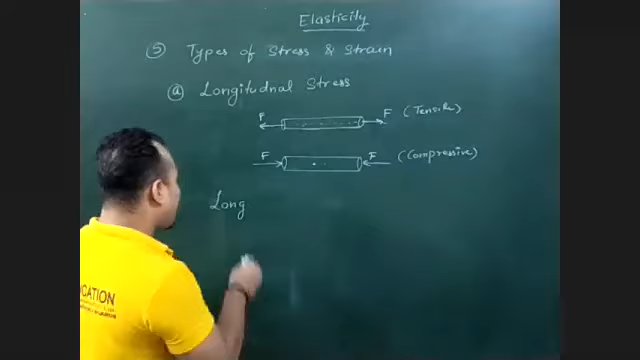 Elasticity
⑤ Types of Stress & Strain
ⓐ Longitudnal Stress
F F (Tensile)
F F (Compressive)
Long
CATION